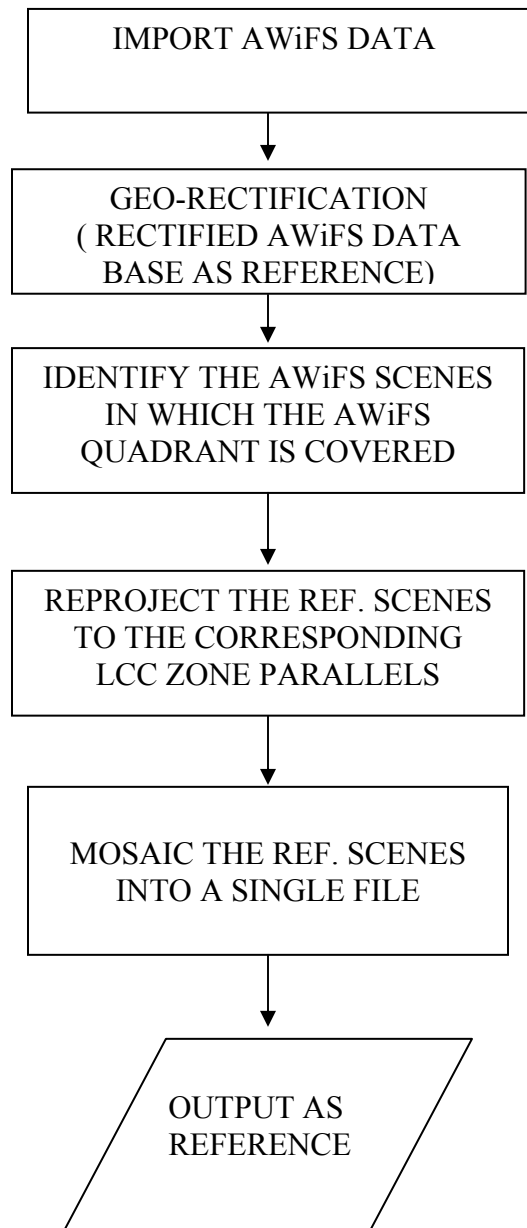 IMPORT AWiFS DATA
GEO-RECTIFICATION
( RECTIFIED AWiFS DATA
BASE AS REFERENCE)
IDENTIFY THE AWiFS SCENES
IN WHICH THE AWiFS
QUADRANT IS COVERED
REPROJECT THE REF. SCENES
TO THE CORRESPONDING
LCC ZONE PARALLELS
MOSAIC THE REF. SCENES
INTO A SINGLE FILE
OUTPUT AS
REFERENCE